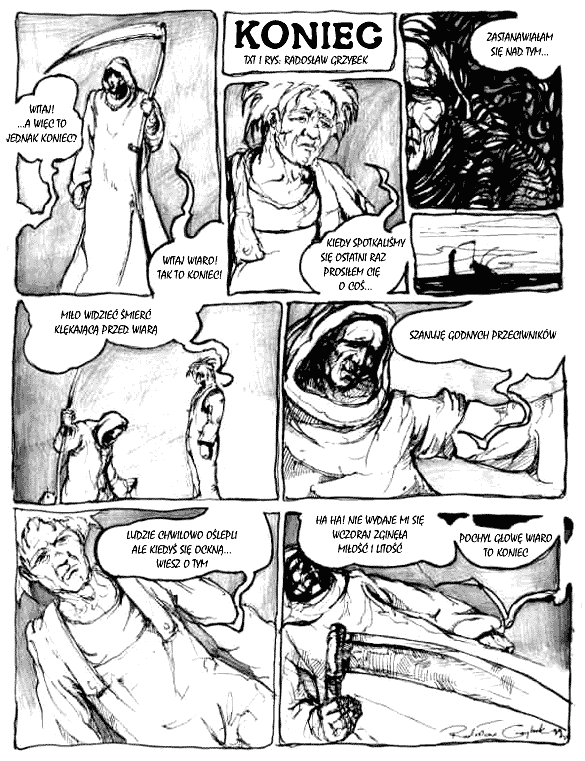 KONIEC
TXT I RYS: RADOSŁAW GRZYBEK
WITAJ!
...A WIĘC TO
JEDNAK KONIEC?
WITAJ WIARO!
TAK TO KONIEC!
KIEDY SPOTKALIŚMY
SIĘ OSTATNI RAZ
PROSIŁEM CIĘ
O COŚ...
ZASTANAWIAŁAM
SIĘ NAD TYM...
MIŁO WIDZIEĆ ŚMIERĆ
KLĘKAJĄCĄ PRZED WIARĄ
SZANUJĘ GODNYCH PRZECIWNIKÓW
LUDZIE CHWILOWO OŚLEPLI
ALE KIEDYŚ SIĘ OCKNĄ...
WIESZ O TYM
HA HA! NIE WYDAJE MI SIĘ
WCZORAJ ZGINĘŁA
MIŁOŚĆ I LITOŚĆ
POCHYL GŁOWĘ WIARO
TO KONIEC